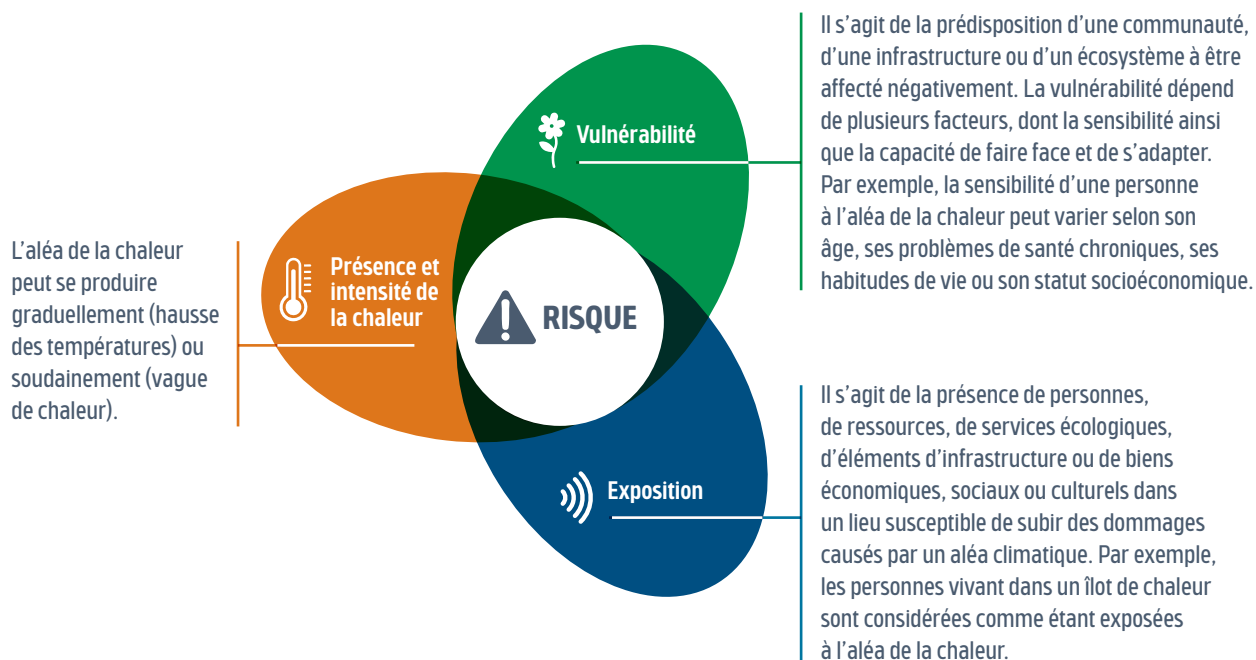 L'aléa de la chaleur
peut se produire
graduellement (hausse
des températures) ou
soudainement (vague
de chaleur).
Présence et
intensité de
la chaleur
RISQUE
Vulnérabilité
Il s'agit de la prédisposition d'une communauté,
d'une infrastructure ou d'un écosystème à être
affecté négativement. La vulnérabilité dépend
de plusieurs facteurs, dont la sensibilité ainsi
que la capacité de faire face et de s'adapter.
Par exemple, la sensibilité d'une personne
à l'aléa de la chaleur peut varier selon son
âge, ses problèmes de santé chroniques, ses
habitudes de vie ou son statut socioéconomique.
Exposition
Il s'agit de la présence de personnes,
de ressources, de services écologiques,
d'éléments d'infrastructure ou de biens
économiques, sociaux ou culturels dans
un lieu susceptible de subir des dommages
causés par un aléa climatique. Par exemple,
les personnes vivant dans un îlot de chaleur
sont considérées comme étant exposées
à l'aléa de la chaleur.